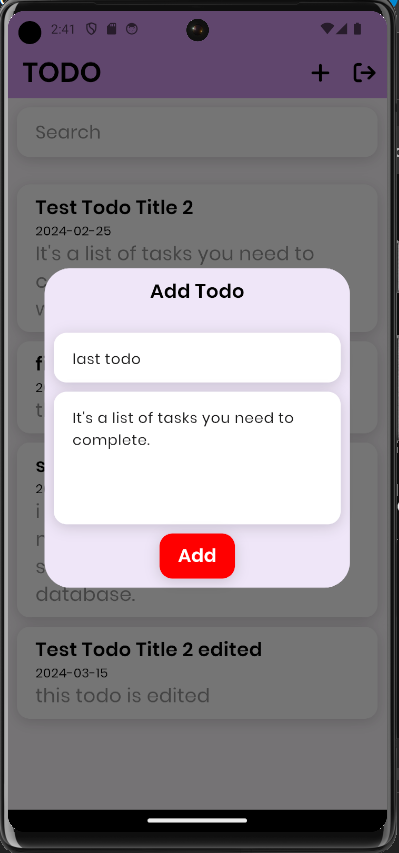 2:41
TODO
Search
Test Todo Title 2
2024-02-25
It's a list of tasks you need to
Add Todo
last todo
It's a list of tasks you need to
complete.
Add
database.
Test Todo Title 2 edited
2024-03-15
this todo is edited